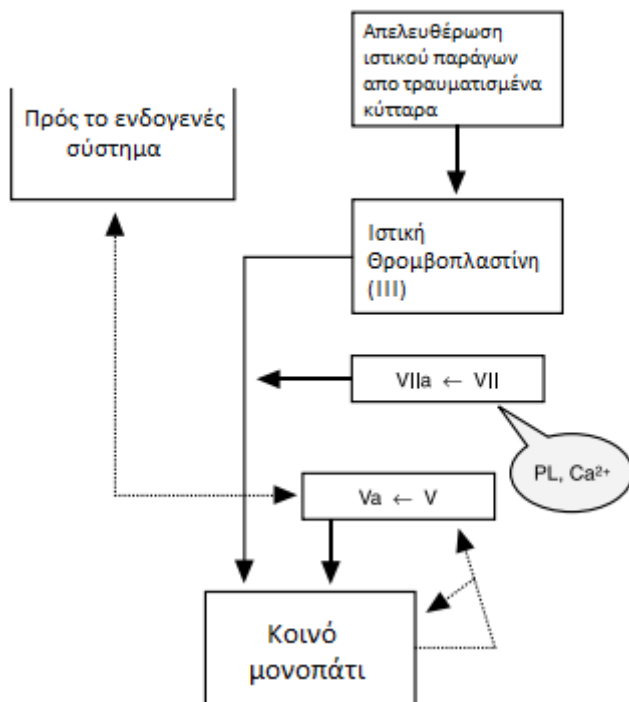 Απελευθέρωση
ιστικού παράγων
απο τραυματισμένα
κύτταρα
Πρός το ενδογενές
σύστημα
Ιστική
Θρομβοπλαστίνη
(III)
VIIa ← VII
PL, Ca²⁺
Va ← V
Κοινό
μονοπάτι